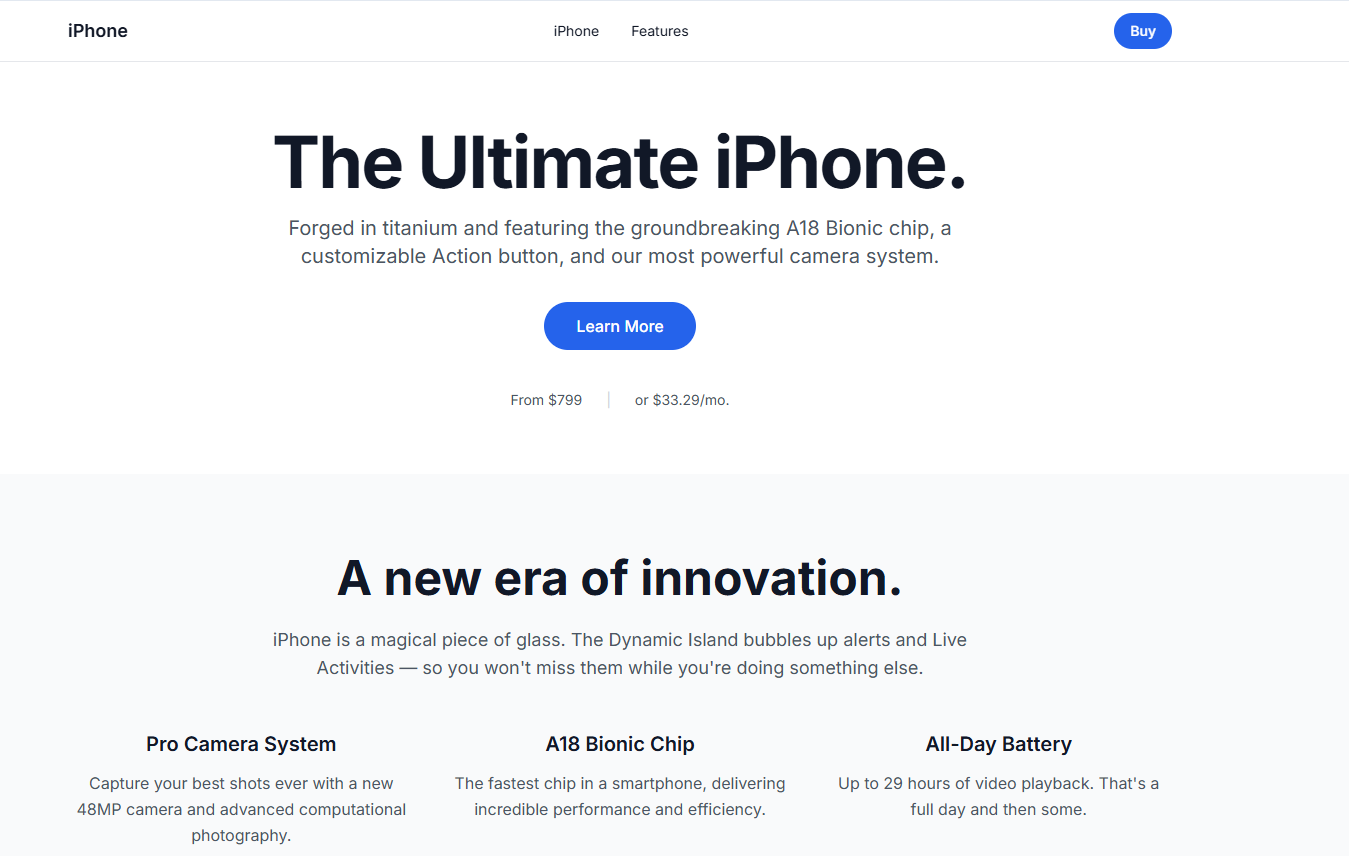 iPhone
iPhone Features
Buy
The Ultimate iPhone.
Forged in titanium and featuring the groundbreaking A18 Bionic chip, a
customizable Action button, and our most powerful camera system.
Learn More
From $799 or $33.29/mo.
A new era of innovation.
iPhone is a magical piece of glass. The Dynamic Island bubbles up alerts and Live
Activities — so you won't miss them while you're doing something else.
Pro Camera System
Capture your best shots ever with a new
48MP camera and advanced computational
photography.
A18 Bionic Chip
The fastest chip in a smartphone, delivering
incredible performance and efficiency.
All-Day Battery
Up to 29 hours of video playback. That's a
full day and then some.